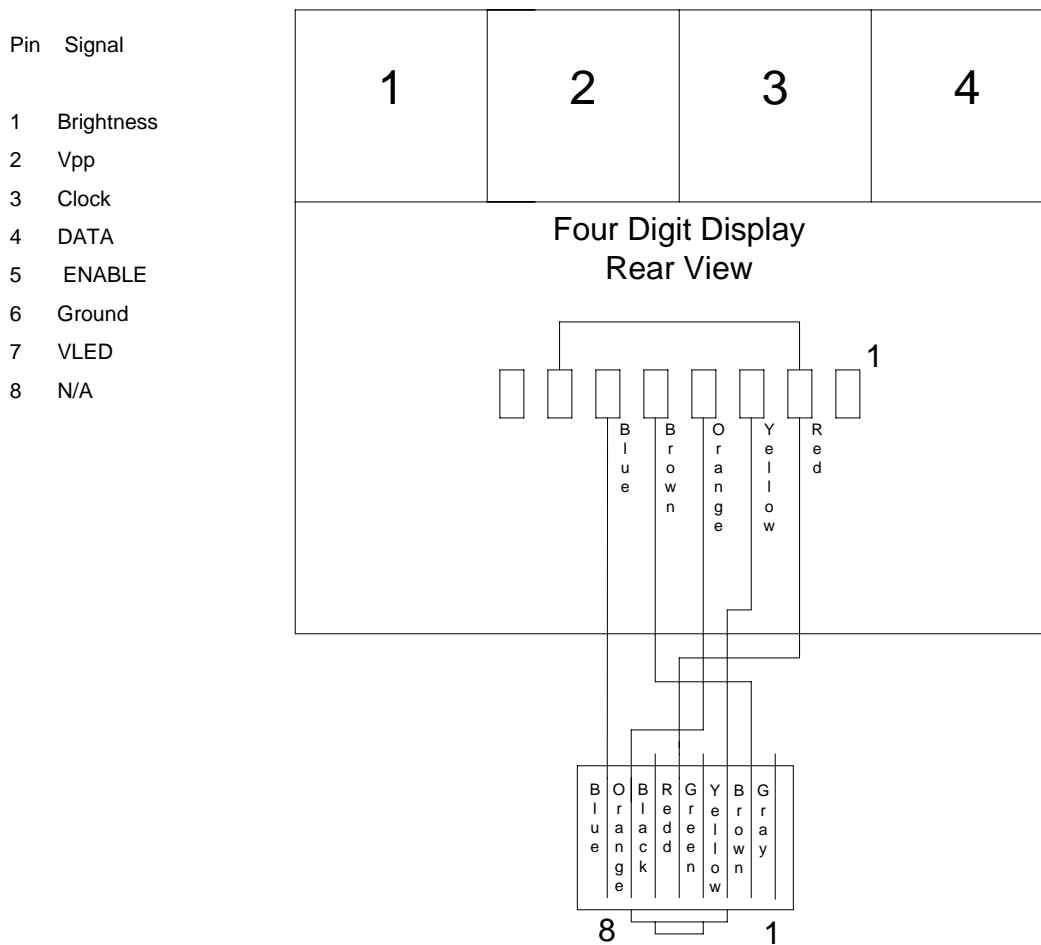 Pin Signal
1 Brightness
2 Vpp
3 Clock
4 DATA
5 ENABLE
6 Ground
7 VLED
8 N/A
1
2
3
4
Four Digit Display
Rear View
1
Blue
Brown
Orange
Yellow
Red
Blue
Orange
Black
Redd
Green
Yellow
Brown
Gray
8
1